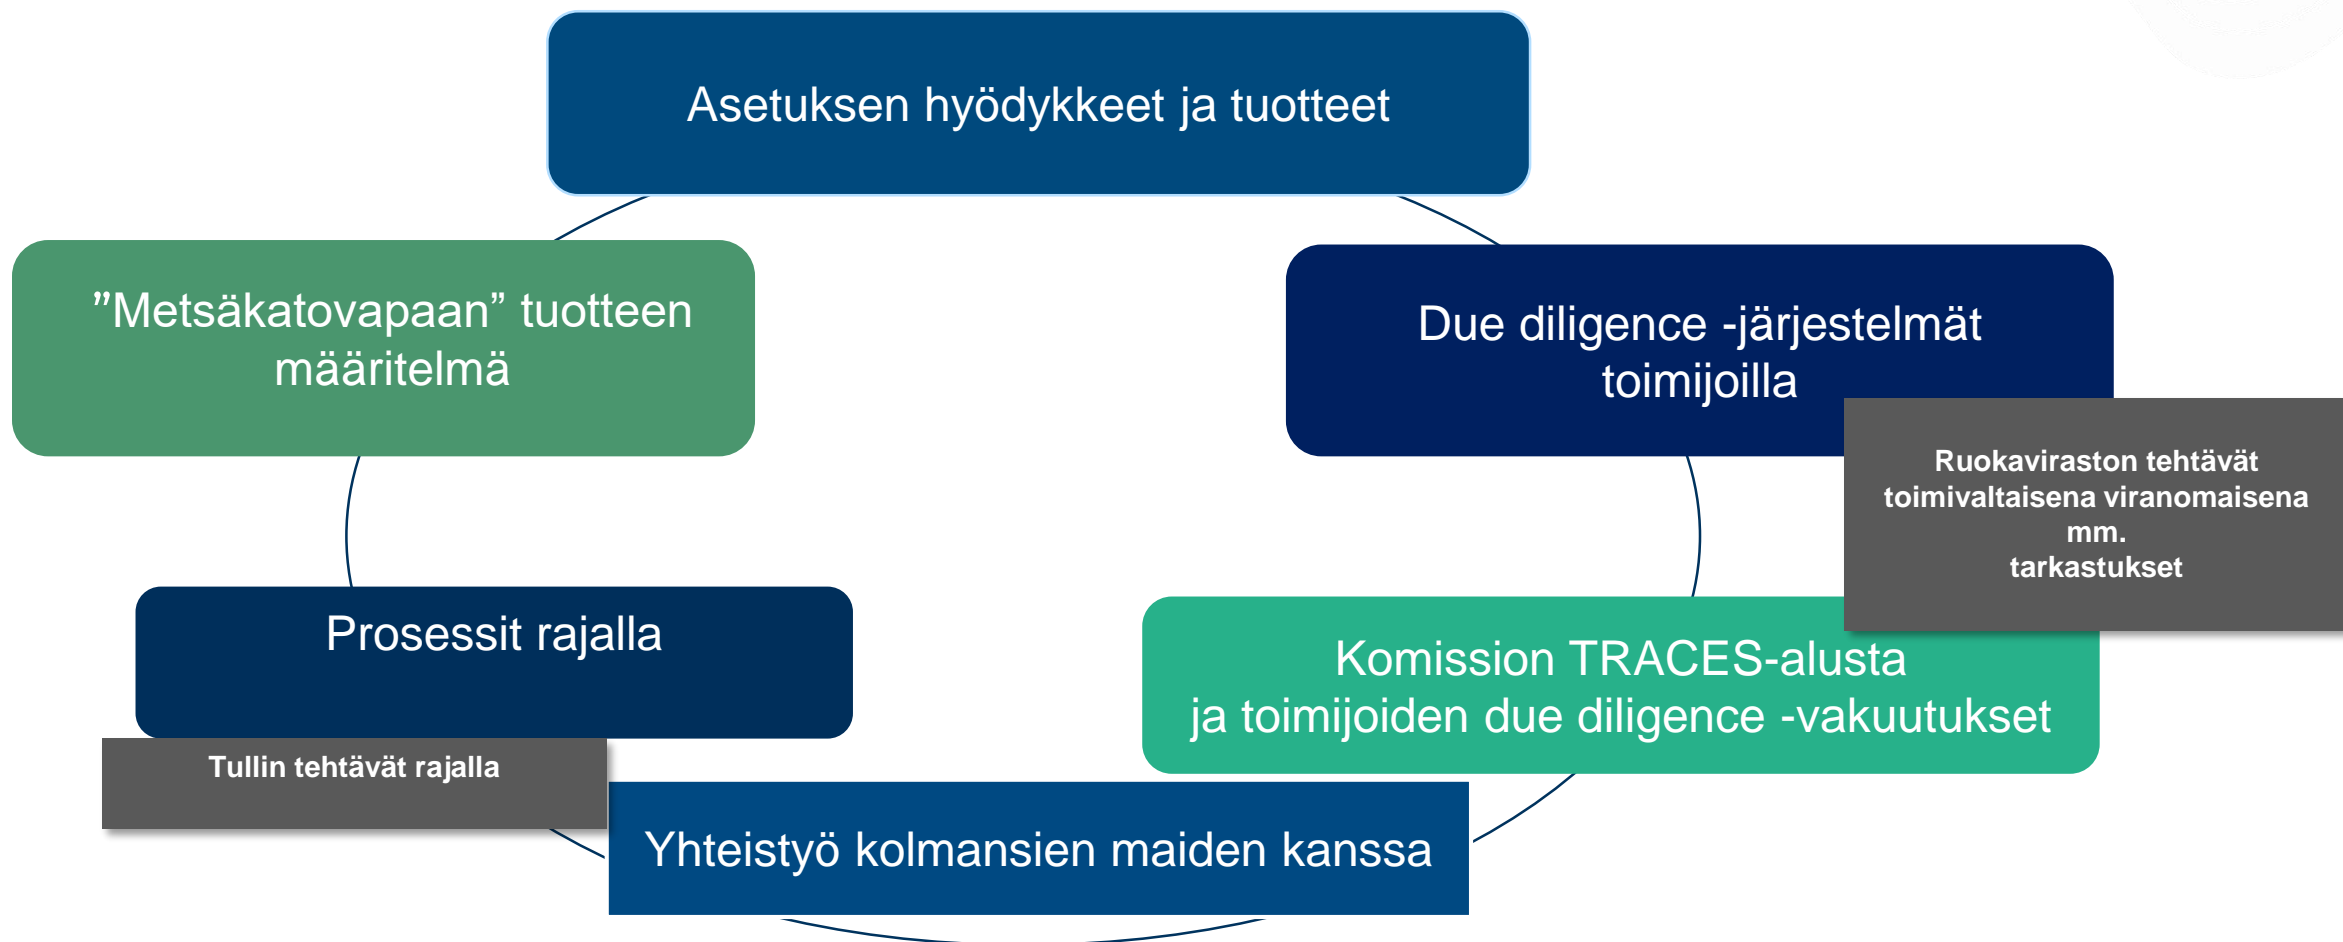 Asetuksen hyödykkeet ja tuotteet
”Metsäkatovapaan” tuotteen
määritelmä
Due diligence -järjestelmät
toimijoilla
Ruokaviraston tehtävät
toimivaltaisena viranomaisena
mm.
tarkastukset
Prosessit rajalla
Komission TRACES-alusta
ja toimijoiden due diligence -vakuutukset
Tullin tehtävät rajalla
Yhteistyö kolmansien maiden kanssa